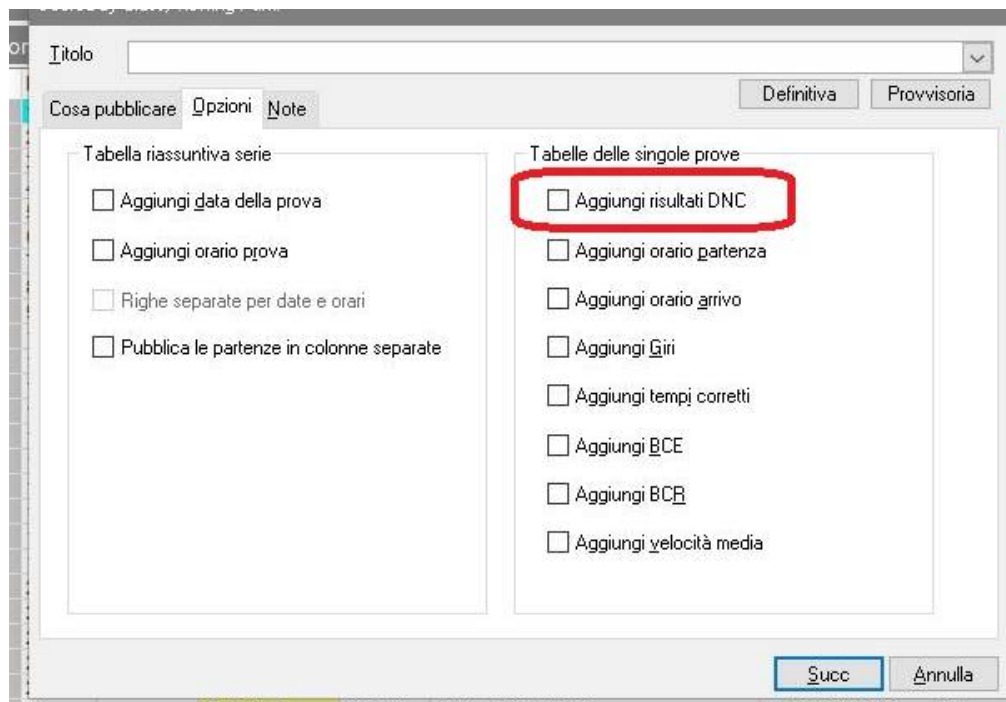 Titolo
Definitiva Provvisoria
Cosa pubblicare Opzioni Note
Tabella riassuntiva serie
Aggiungi data della prova
Aggiungi orario prova
Righe separate per date e orari
Pubblica le partenze in colonne separate
Tabelle delle singole prove
Aggiungi risultati DNC
Aggiungi orario partenza
Aggiungi orario arrivo
Aggiungi Giri
Aggiungi tempi corretti
Aggiungi BCE
Aggiungi BCR
Aggiungi velocità media
Succ Annulla